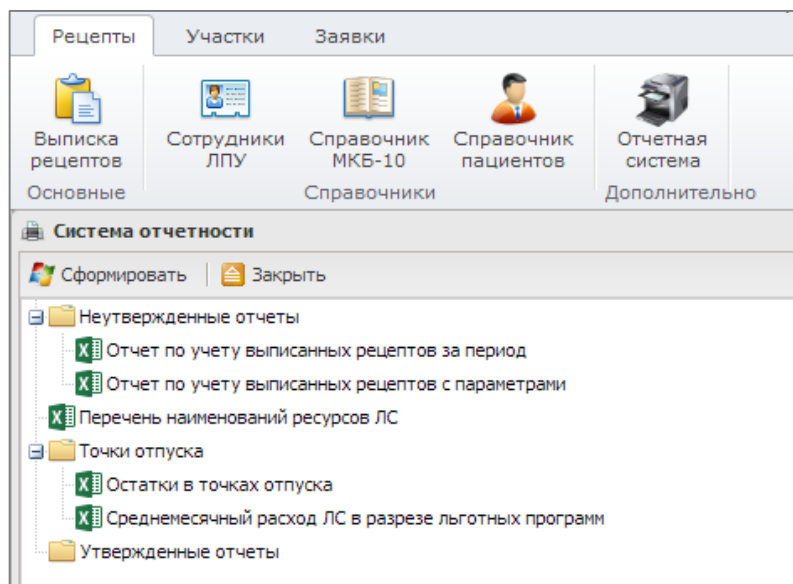 Рецепты Участки Заявки
Выписка рецептов Сотрудники ЛПУ Справочник МКБ-10 Справочник пациентов Отчетная система
Основные Справочники Дополнительно
Система отчетности
Сформировать Закрыть
Неутвержденные отчеты
Отчет по учету выписанных рецептов за период
Отчет по учету выписанных рецептов с параметрами
Перечень наименований ресурсов ЛС
Точки отпуска
Остатки в точках отпуска
Среднемесячный расход ЛС в разрезе льготных программ
Утвержденные отчеты